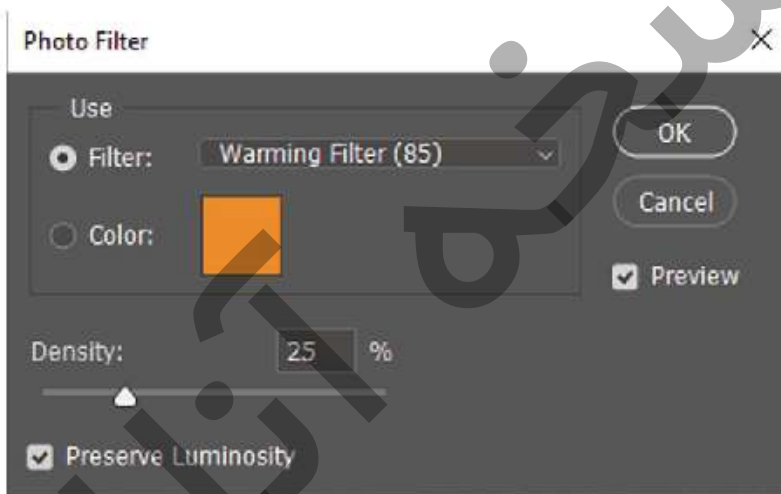 Photo Filter
Use
Filter: Warming Filter (85)
Color:
OK
Cancel
Preview
Density: 25 %
Preserve Luminosity